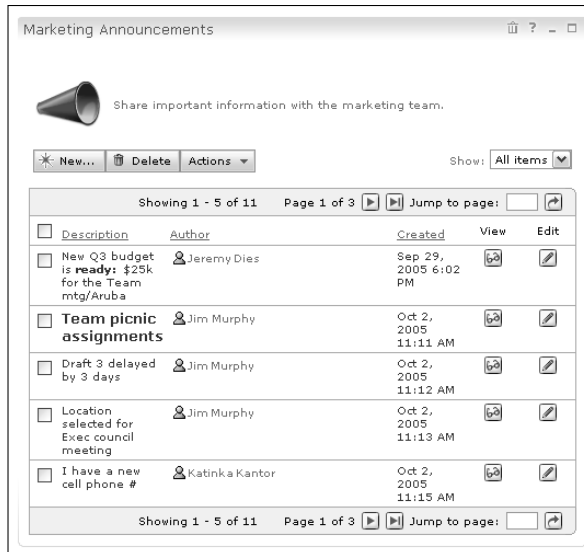 Marketing Announcements ?
Share important information with the marketing team.
New... Delete Actions Show: All items
Showing 1 - 5 of 11 Page 1 of 3 Jump to page:
Description Author Created View Edit
New Q3 budget
is ready: $25k
for the Team
mtg/Aruba
Jeremy Dies
Sep 29,
2005 6:02
PM
Team picnic
assignments
Jim Murphy
Oct 2,
2005
11:11 AM
Draft 3 delayed
by 3 days
Jim Murphy
Oct 2,
2005
11:12 AM
Location
selected for
Exec council
meeting
Jim Murphy
Oct 2,
2005
11:13 AM
I have a new
cell phone #
Katinka Kantor
Oct 2,
2005
11:15 AM
Showing 1 - 5 of 11 Page 1 of 3 Jump to page: